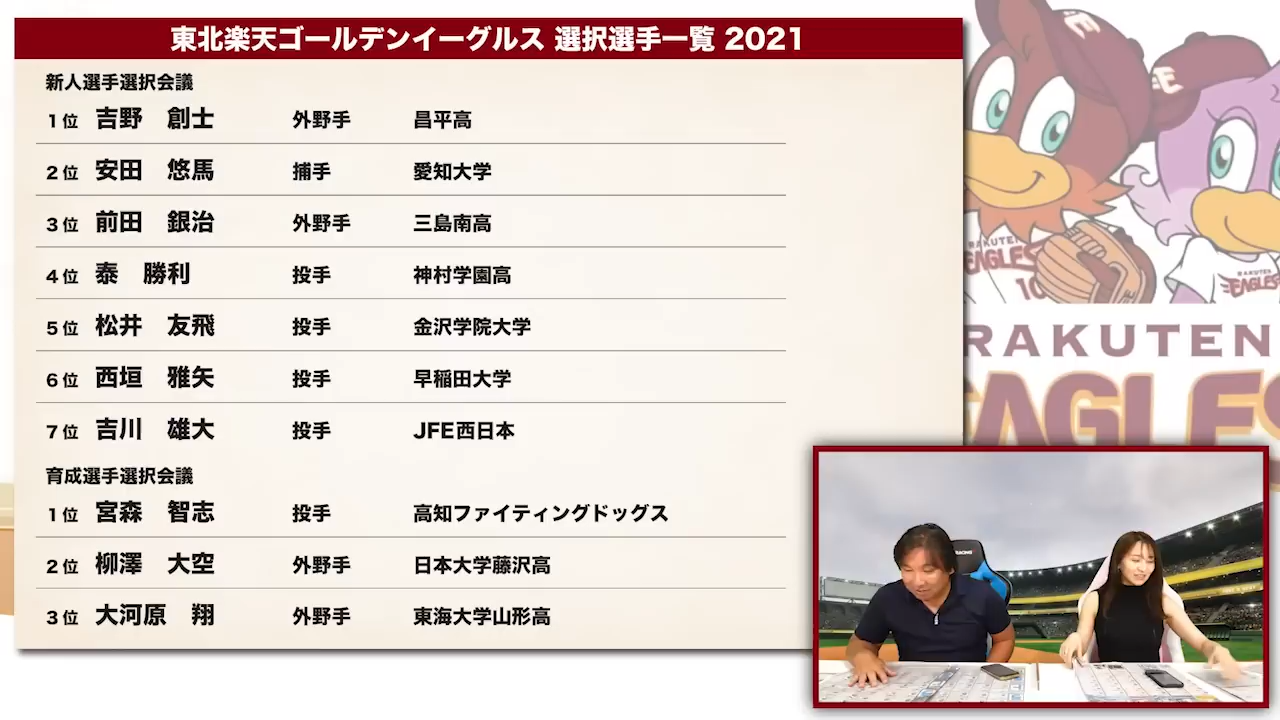 東北楽天ゴールデンイーグルス 選択選手一覧 2021
新人選手選択会議
1位 吉野 創士 外野手 昌平高
2位 安田 悠馬 捕手 愛知大学
3位 前田 銀治 外野手 三島南高
4位 泰 勝利 投手 神村学園高
5位 松井 友飛 投手 金沢学院大学
6位 西垣 雅矢 投手 早稲田大学
7位 吉川 雄大 投手 JFE西日本
育成選手選択会議
1位 宮森 智志 投手 高知ファイティングドッグス
2位 柳澤 大空 外野手 日本大学藤沢高
3位 大河原 翔 外野手 東海大学山形高
E
E
RAKUTEN
EAGLES
10
RAKUTEN
EAGLES
RAKUTEN
EAGLES
RACING